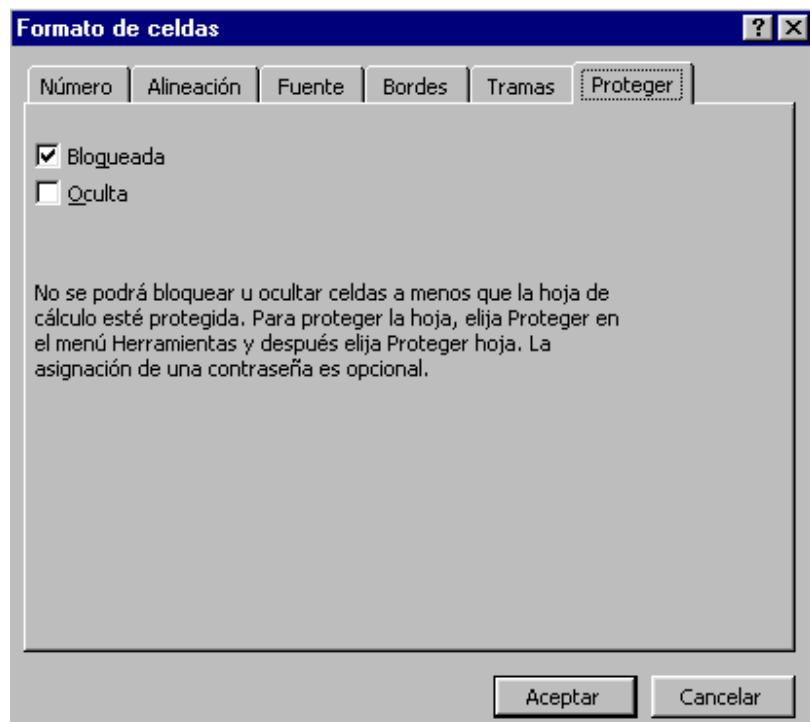 Formato de celdas
Número Alineación Fuente Bordes Tramas Proteger
Bloqueada
Oculta
No se podrá bloquear u ocultar celdas a menos que la hoja de
cálculo esté protegida. Para proteger la hoja, elija Proteger en
el menú Herramientas y después elija Proteger hoja. La
asignación de una contraseña es opcional.
Aceptar Cancelar